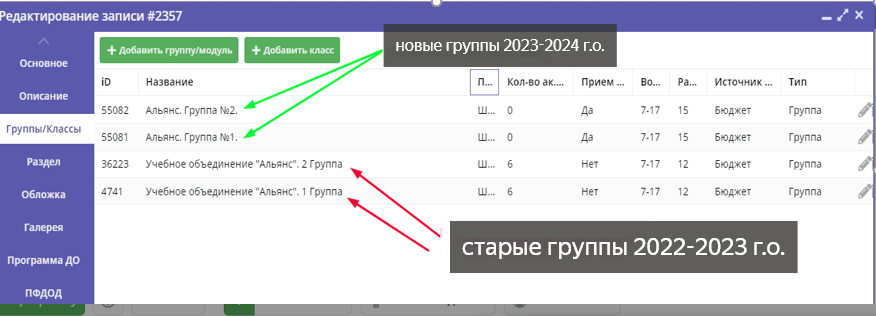 Редактирование записи #2357
Основное
Описание
Группы/Классы
Раздел
Обложка
Галерея
Программа ДО
ПФДОД
+ Добавить группу/модуль + Добавить класс
новые группы 2023-2024 г.о.
ID Название П... Кол-во ак.... Прием ... Во... Ра... Источник ... Тип
55082 Альянс. Группа №2. Ш... 0 Да 7-17 15 Бюджет Группа
55081 Альянс. Группа №1. Ш... 0 Да 7-17 15 Бюджет Группа
36223 Учебное объединение "Альянс". 2 Группа Ш... 6 Нет 7-17 12 Бюджет Группа
4741 Учебное объединение "Альянс". 1 Группа Ш... 6 Нет 7-17 12 Бюджет Группа
старые группы 2022-2023 г.о.